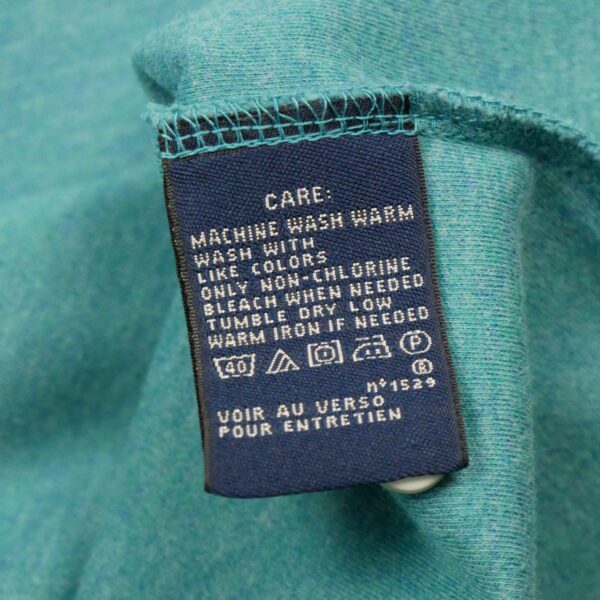 CARE:
MACHINE WASH WARM
WASH WITH
LIKE COLORS
ONLY NON-CHLORINE
BLEACH WHEN NEEDED
TUMBLE DRY LOW
WARM IRON IF NEEDED
40 P
®
nº1529
VOIR AU VERSO
POUR ENTRETIEN